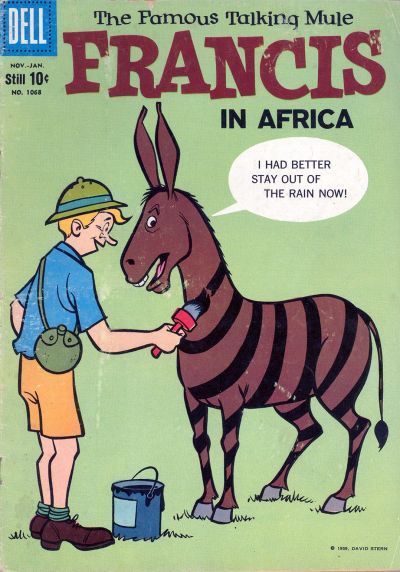 DELL
NOV.-JAN.
Still 10¢
NO. 1068
The Famous Talking Mule
FRANCIS
IN AFRICA
I HAD BETTER
STAY OUT OF
THE RAIN NOW!
© 1959, DAVID STERN